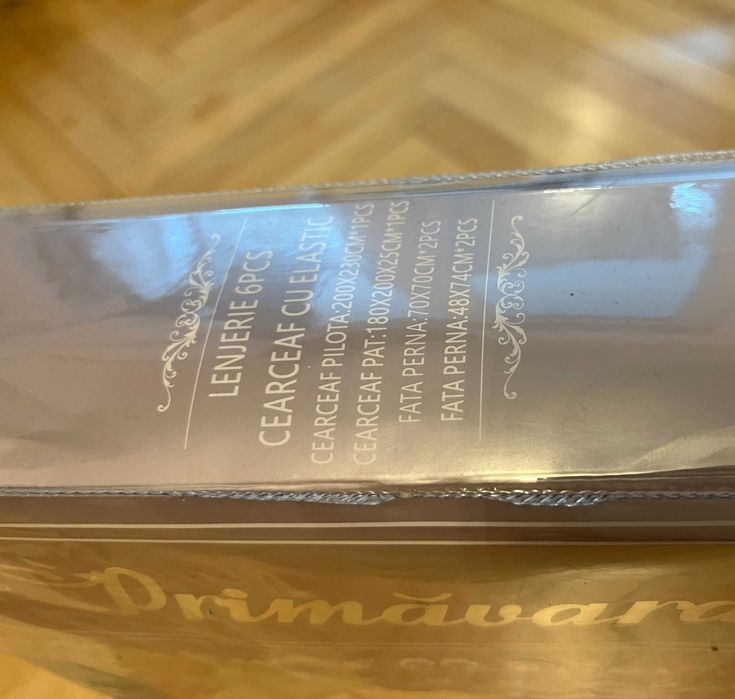 LENJERIE 6PCS
CEARCEAF CU ELASTIC
CEARCEAF PILOTA:200X230CM*1PCS
CEARCEAF PAT:180X200X25CM*1PCS
FATA PERNA:70X70CM*2PCS
FATA PERNA:48X74CM*2PCS
Primăvara